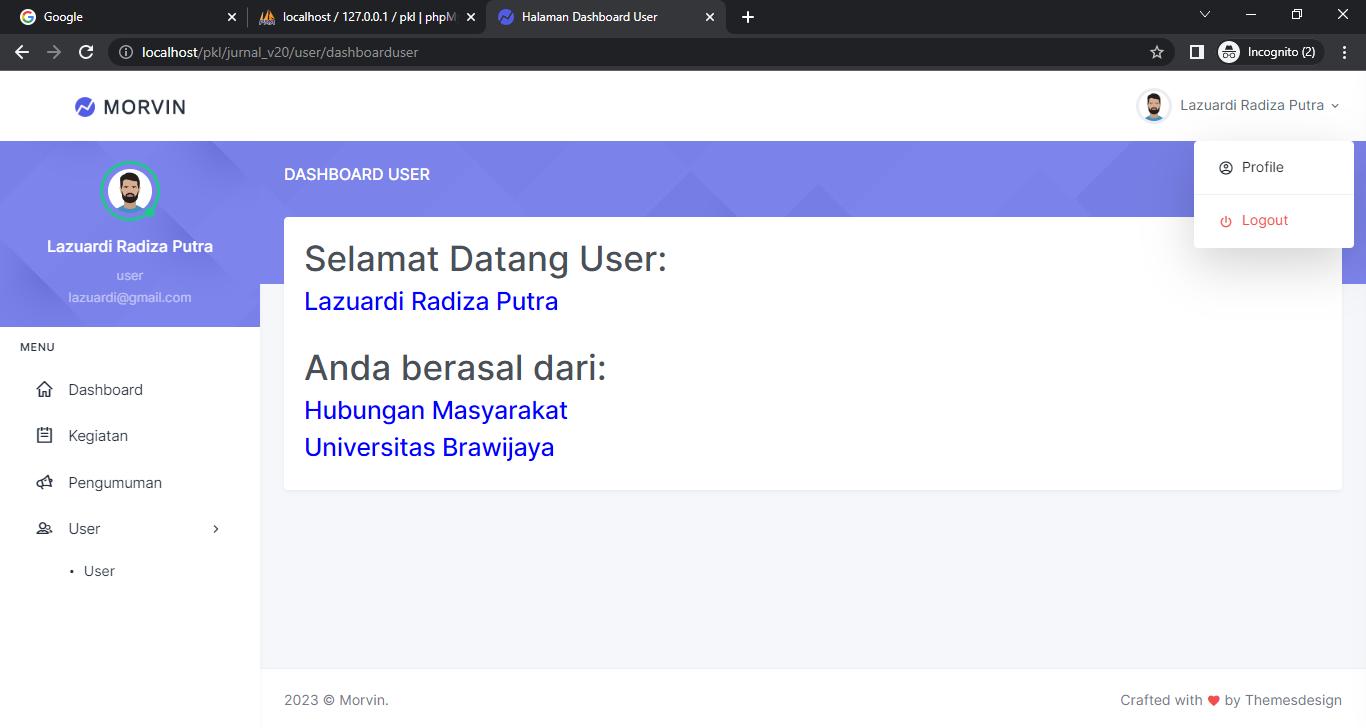 Google
localhost / 127.0.0.1 / pkl | phpM
Halaman Dashboard User
localhost/pkl/jurnal_v20/user/dashboarduser
Incognito (2)
MORVIN
Lazuardi Radiza Putra
Profile
Logout
Lazuardi Radiza Putra
user
lazuardi@gmail.com
MENU
Dashboard
Kegiatan
Pengumuman
User
• User
DASHBOARD USER
Selamat Datang User:
Lazuardi Radiza Putra
Anda berasal dari:
Hubungan Masyarakat
Universitas Brawijaya
2023 © Morvin.
Crafted with ❤ by Themesdesign